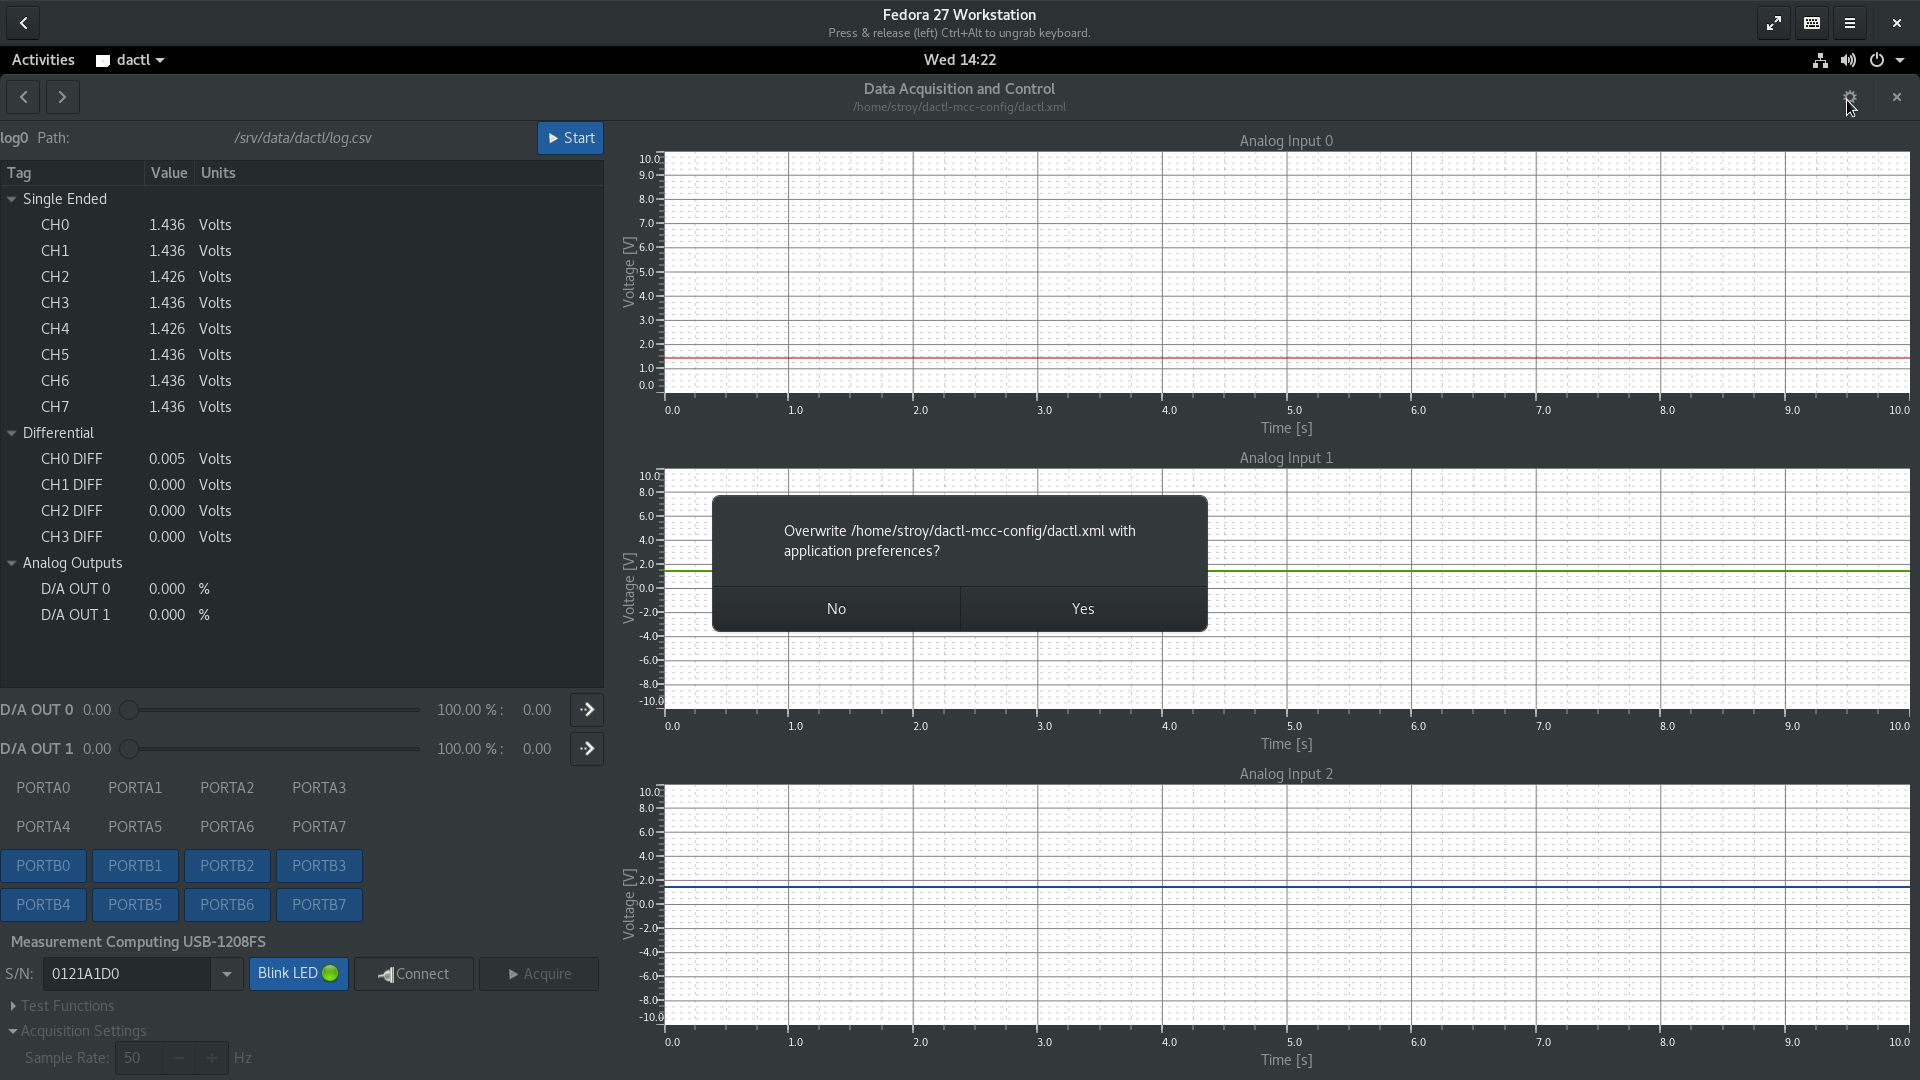 Fedora 27 Workstation
Press & release (left) Ctrl+Alt to ungrab keyboard.
Activities dactl Wed 14:22
Data Acquisition and Control
/home/stroy/dactl-mcc-config/dactl.xml
log0 Path: /srv/data/dactl/log.csv Start
Tag Value Units
Single Ended
CH0 1.436 Volts
CH1 1.436 Volts
CH2 1.426 Volts
CH3 1.436 Volts
CH4 1.426 Volts
CH5 1.436 Volts
CH6 1.436 Volts
CH7 1.436 Volts
Differential
CH0 DIFF 0.005 Volts
CH1 DIFF 0.000 Volts
CH2 DIFF 0.000 Volts
CH3 DIFF 0.000 Volts
Analog Outputs
D/A OUT 0 0.000 %
D/A OUT 1 0.000 %
D/A OUT 0 0.00 100.00 % : 0.00
D/A OUT 1 0.00 100.00 % : 0.00
PORTA0 PORTA1 PORTA2 PORTA3
PORTA4 PORTA5 PORTA6 PORTA7
PORTB0 PORTB1 PORTB2 PORTB3
PORTB4 PORTB5 PORTB6 PORTB7
Measurement Computing USB-1208FS
S/N: 0121A1D0 Blink LED Connect Acquire
Test Functions
Acquisition Settings
Sample Rate: 50 − + Hz
Analog Input 0
Voltage [V]
10.0
9.0
8.0
7.0
6.0
5.0
4.0
3.0
2.0
1.0
0.0
0.0 1.0 2.0 3.0 4.0 5.0 6.0 7.0 8.0 9.0 10.0
Time [s]
Analog Input 1
Voltage [V]
10.0
8.0
6.0
4.0
2.0
0.0
-2.0
-4.0
-6.0
-8.0
-10.0
0.0 1.0 2.0 3.0 4.0 5.0 6.0 7.0 8.0 9.0 10.0
Time [s]
Overwrite /home/stroy/dactl-mcc-config/dactl.xml with
application preferences?
No Yes
Analog Input 2
Voltage [V]
10.0
8.0
6.0
4.0
2.0
0.0
-2.0
-4.0
-6.0
-8.0
-10.0
0.0 1.0 2.0 3.0 4.0 5.0 6.0 7.0 8.0 9.0 10.0
Time [s]